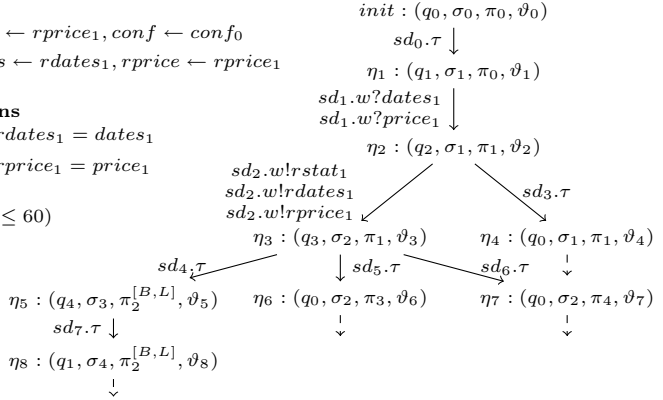 init : (q₀, σ₀, π₀, ϑ₀)
← rprice₁, conf ← conf₀
sd₀.τ
s ← rdates₁, rprice ← rprice₁
η₁ : (q₁, σ₁, π₀, ϑ₁)
sd₁.w?dates₁
ns
sd₁.w?price₁
rdates₁ = dates₁
η₂ : (q₂, σ₁, π₁, ϑ₂)
rprice₁ = price₁
sd₂.w!rstat₁
sd₂.w!rdates₁
sd₃.τ
≤ 60)
sd₂.w!rprice₁
η₃ : (q₃, σ₂, π₁, ϑ₃)
η₄ : (q₀, σ₁, π₁, ϑ₄)
sd₄.τ
sd₅.τ
sd₆.τ
η₅ : (q₄, σ₃, π₂^[B,L], ϑ₅)
η₆ : (q₀, σ₂, π₃, ϑ₆)
η₇ : (q₀, σ₂, π₄, ϑ₇)
sd₇.τ
η₈ : (q₁, σ₄, π₂^[B,L], ϑ₈)